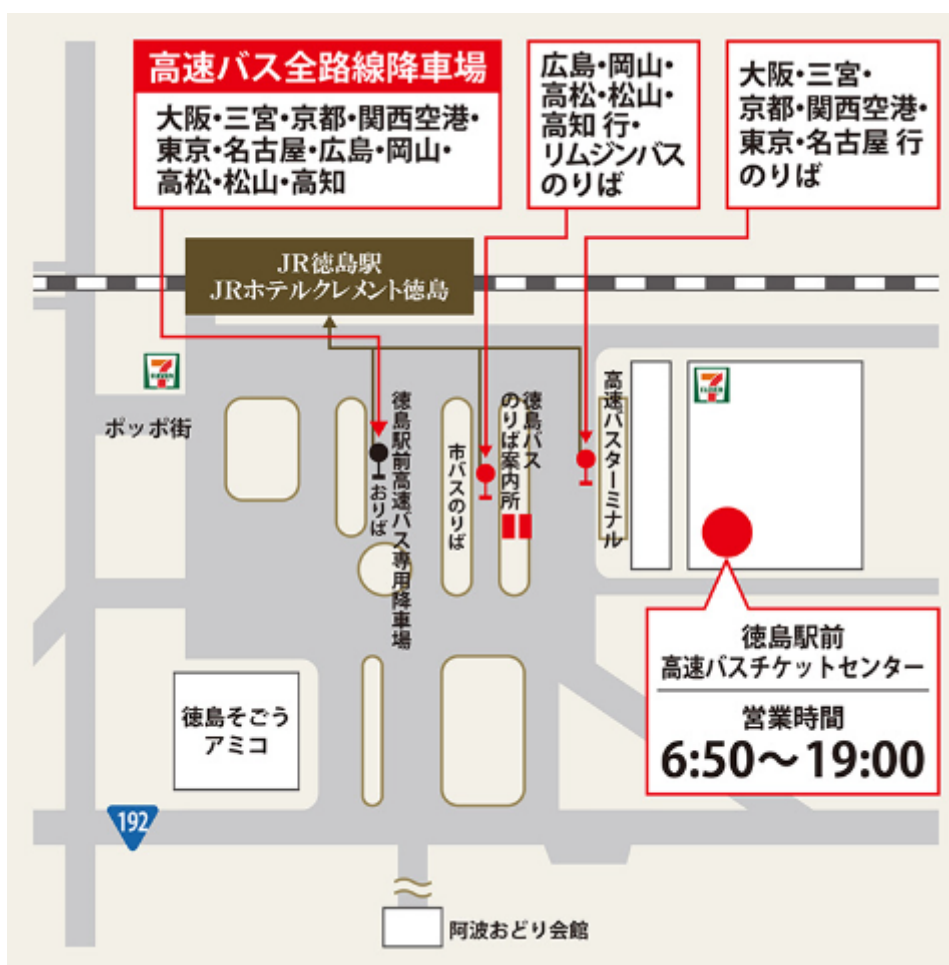 高速バス全路線降車場
大阪・三宮・京都・関西空港・
東京・名古屋・広島・岡山・
高松・松山・高知
広島・岡山・
高松・松山・
高知 行・
リムジンバス
のりば
大阪・三宮・
京都・関西空港・
東京・名古屋 行
のりば
JR徳島駅
JRホテルクレメント徳島
7
ELEVEN
ポッポ街
徳島駅前高速バス専用降車場
おりば
市バスのりば
徳島バス
のりば案内所
高速バスターミナル
7
ELEVEN
徳島駅前
高速バスチケットセンター
営業時間
6:50〜19:00
徳島そごう
アミコ
192
阿波おどり会館